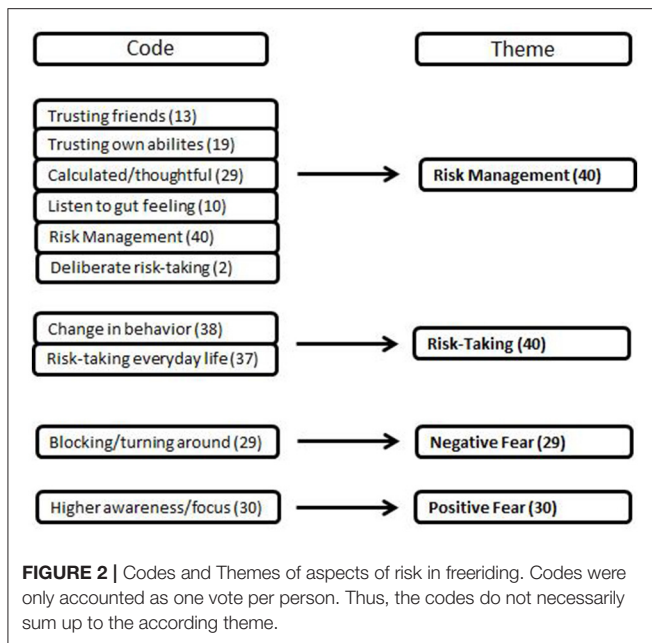 Code
Theme
Trusting friends (13)
Trusting own abilites (19)
Calculated/thoughtful (29)
Listen to gut feeling (10)
Risk Management (40)
Deliberate risk-taking (2)
Risk Management (40)
Change in behavior (38)
Risk-taking everyday life (37)
Risk-Taking (40)
Blocking/turning around (29)
Negative Fear (29)
Higher awareness/focus (30)
Positive Fear (30)
FIGURE 2 | Codes and Themes of aspects of risk in freeriding. Codes were
only accounted as one vote per person. Thus, the codes do not necessarily
sum up to the according theme.